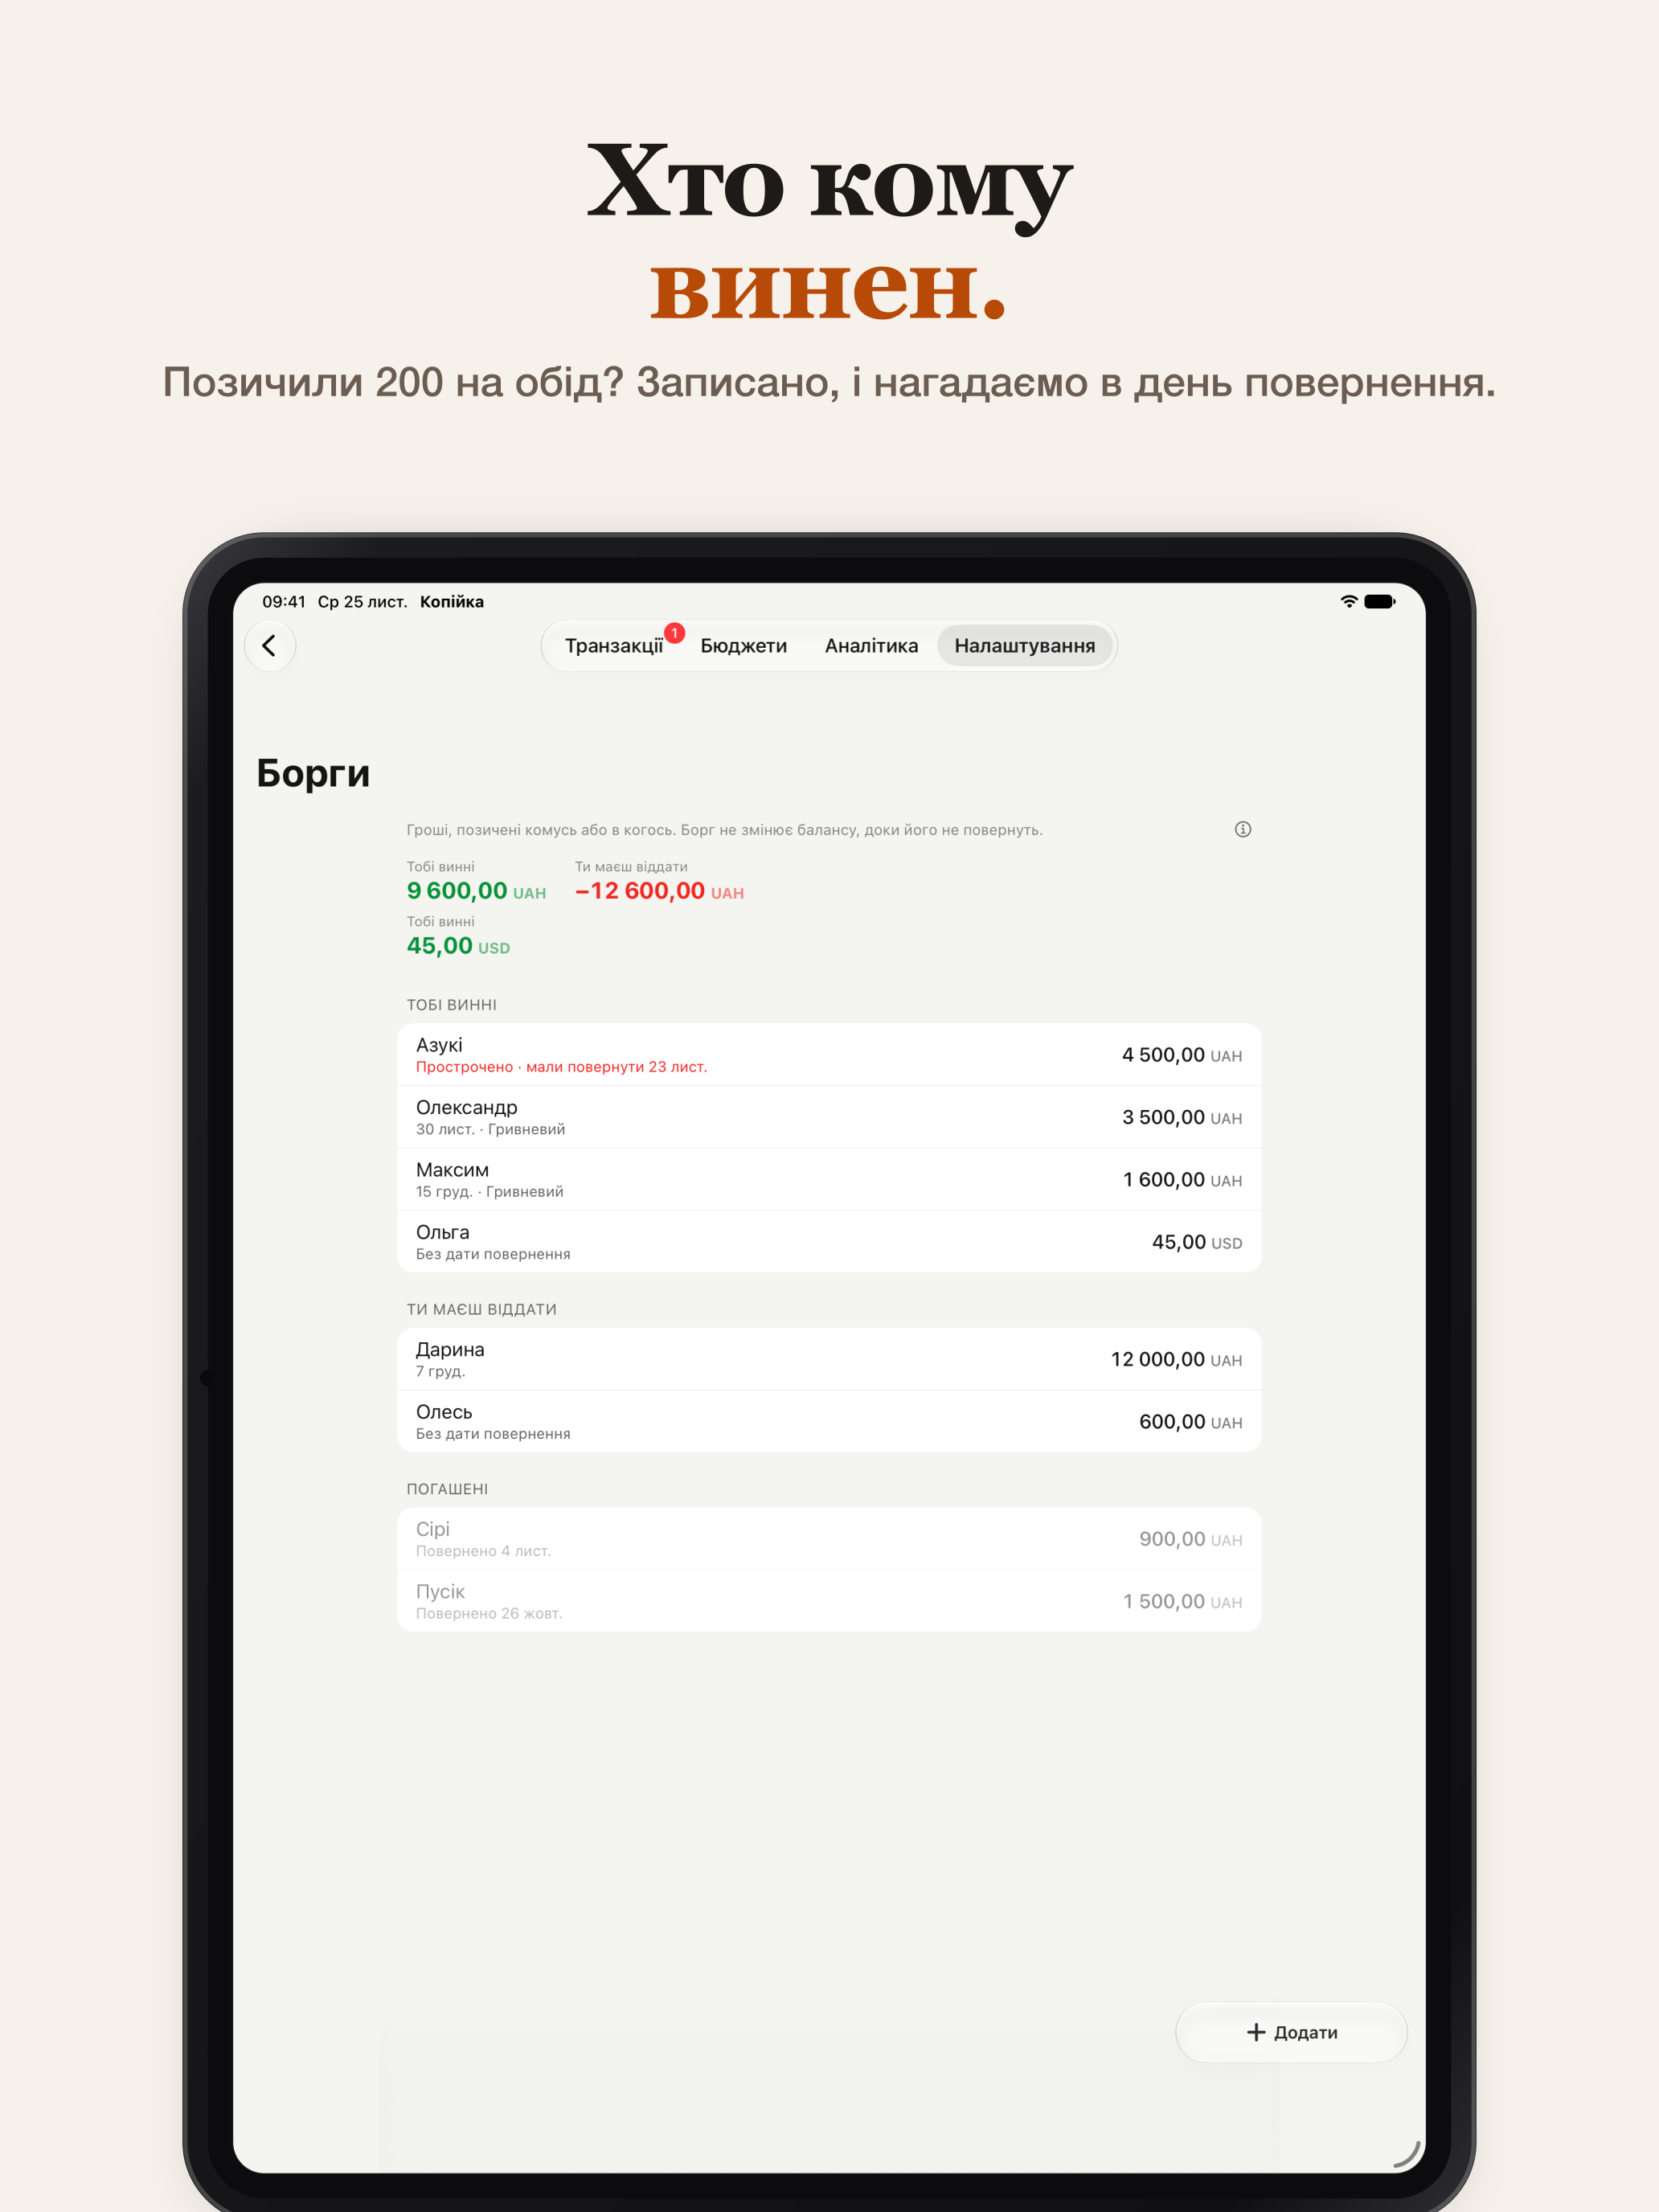 Хто кому
винен.
Позичили 200 на обід? Записано, і нагадаємо в день повернення.
09:41 Ср 25 лист. Копійка
Транзакції 1 Бюджети Аналітика Налаштування
Борги
Гроші, позичені комусь або в когось. Борг не змінює балансу, доки його не повернуть.
Тобі винні Ти маєш віддати
9 600,00 UAH −12 600,00 UAH
Тобі винні
45,00 USD
ТОБІ ВИННІ
Азукі
Прострочено · мали повернути 23 лист.
4 500,00 UAH
Олександр
30 лист. · Гривневий
3 500,00 UAH
Максим
15 груд. · Гривневий
1 600,00 UAH
Ольга
Без дати повернення
45,00 USD
ТИ МАЄШ ВІДДАТИ
Дарина
7 груд.
12 000,00 UAH
Олесь
Без дати повернення
600,00 UAH
ПОГАШЕНІ
Сірі
Повернено 4 лист.
900,00 UAH
Пусік
Повернено 26 жовт.
1 500,00 UAH
+ Додати